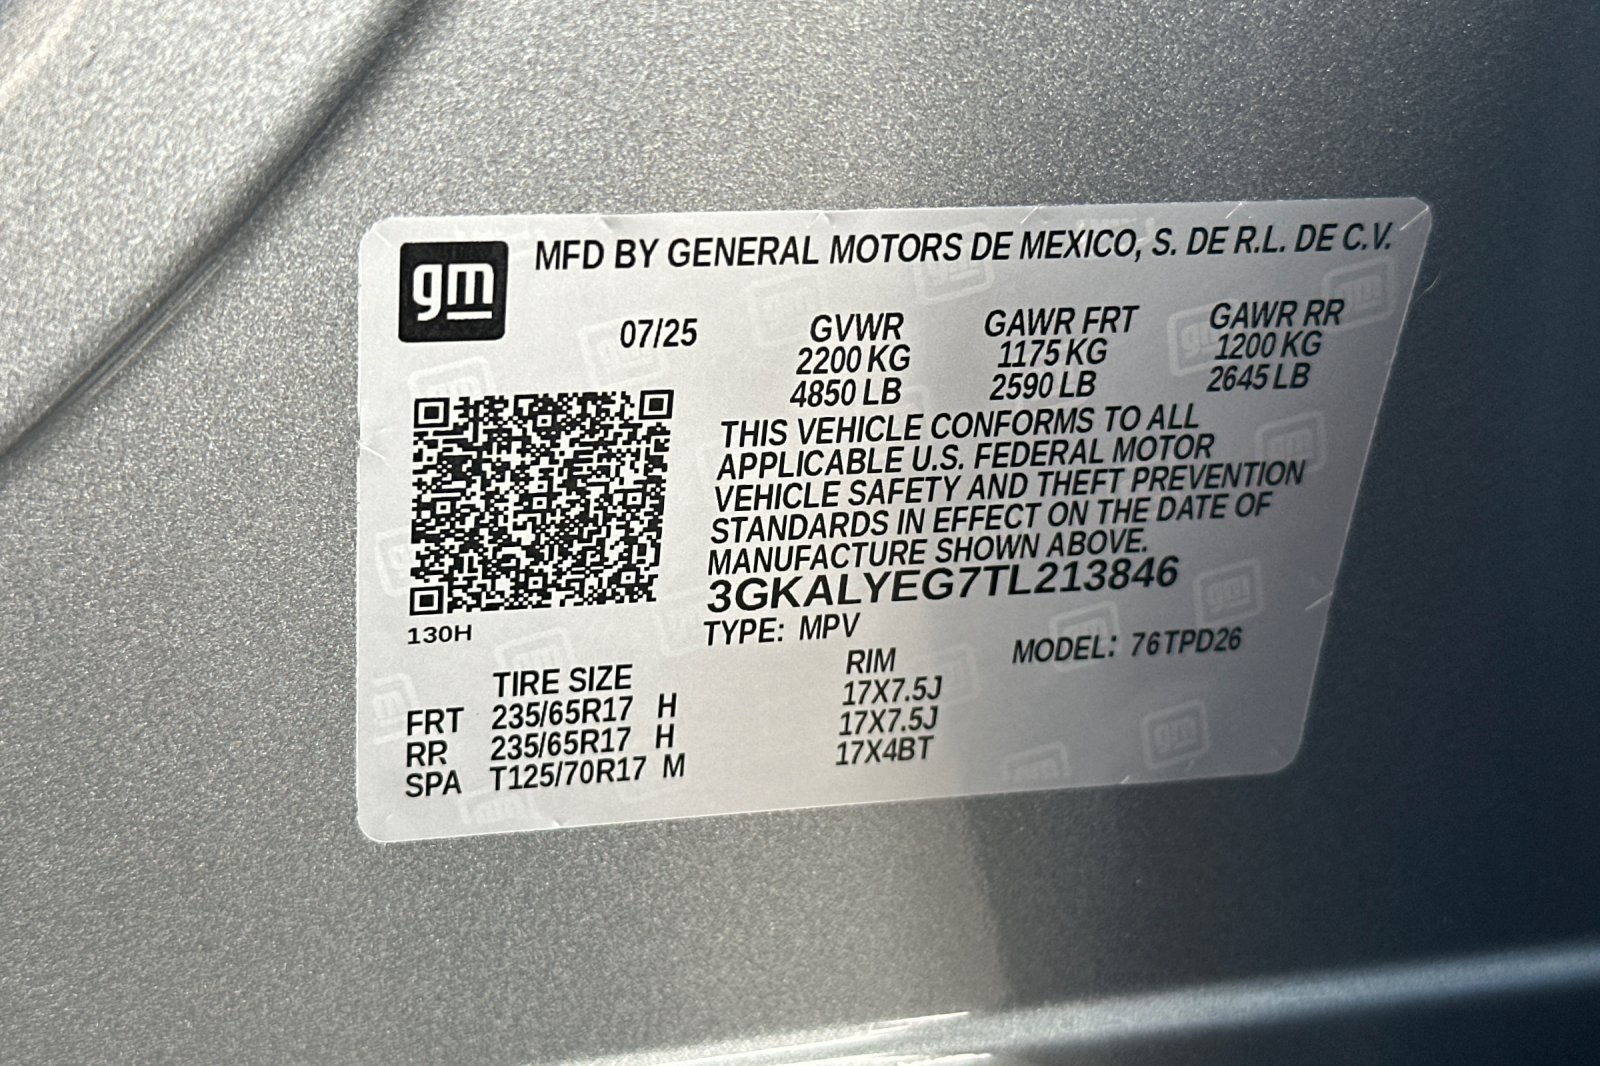 gm
MFD BY GENERAL MOTORS DE MEXICO, S. DE R.L. DE C.V.
07/25 GVWR GAWR FRT GAWR RR
2200 KG 1175 KG 1200 KG
4850 LB 2590 LB 2645 LB
THIS VEHICLE CONFORMS TO ALL
APPLICABLE U.S. FEDERAL MOTOR
VEHICLE SAFETY AND THEFT PREVENTION
STANDARDS IN EFFECT ON THE DATE OF
MANUFACTURE SHOWN ABOVE.
3GKALYEG7TL213846
130H
TYPE: MPV MODEL: 76TPD26
TIRE SIZE RIM
FRT 235/65R17 H 17X7.5J
RR 235/65R17 H 17X7.5J
SPA T125/70R17 M 17X4BT